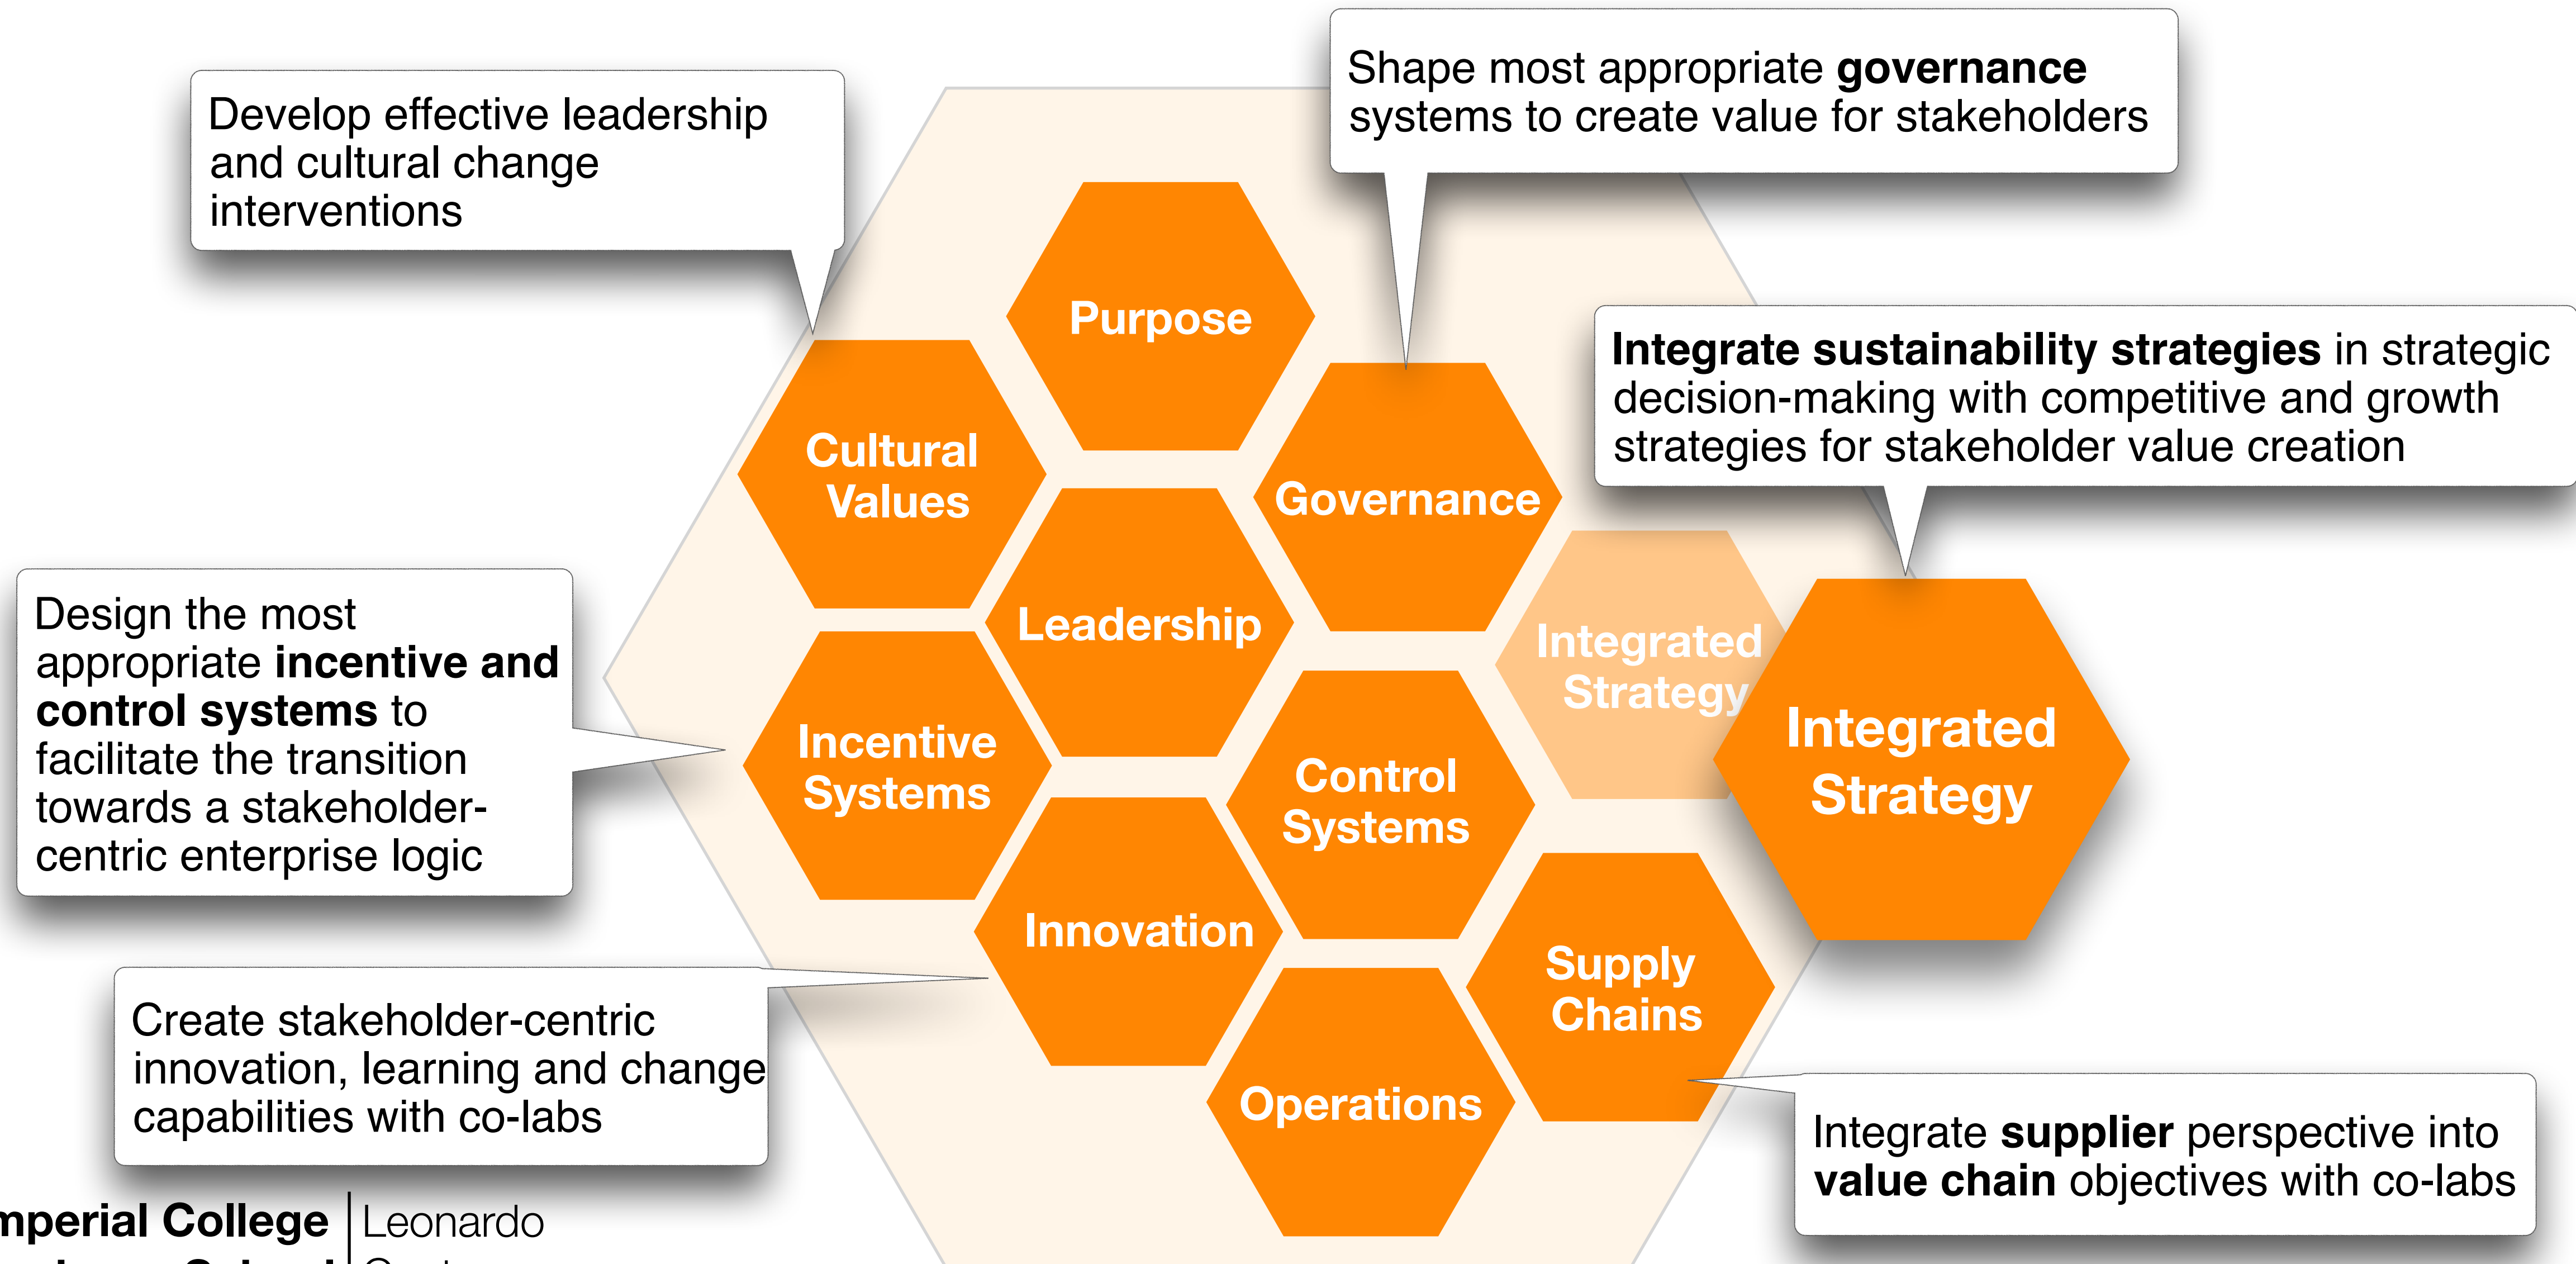 Develop effective leadership
and cultural change
interventions
Shape most appropriate governance
systems to create value for stakeholders
Purpose
Integrate sustainability strategies in strategic
decision-making with competitive and growth
strategies for stakeholder value creation
Cultural
Values
Governance
Leadership
Integrated
Strategy
Integrated
Strategy
Design the most
appropriate incentive and
control systems to
facilitate the transition
towards a stakeholder-
centric enterprise logic
Incentive
Systems
Control
Systems
Innovation
Supply
Chains
Create stakeholder-centric
innovation, learning and change
capabilities with co-labs
Operations
Integrate supplier perspective into
value chain objectives with co-labs
mperial College
Leonardo